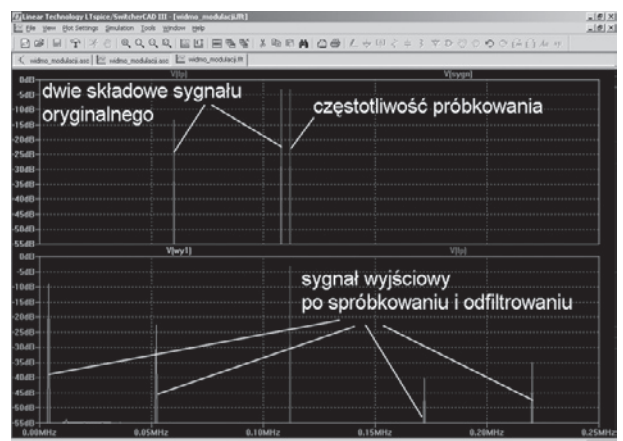 Linear Technology LTspice/SwitcherCAD III - [widmo_modulacji.fft]
File View Plot Settings Simulation Tools Window Help
widmo_modulacji.asc widmo_modulacji.asc widmo_modulacji.fft
V(fp) V(sygn)
0dB
-5dB
-10dB
-15dB
-20dB
-25dB
-30dB
-35dB
-40dB
-45dB
-50dB
-55dB
dwie składowe sygnału
oryginalnego
częstotliwość próbkowania
V(wy1) V(fp)
0dB
-5dB
-10dB
-15dB
-20dB
-25dB
-30dB
-35dB
-40dB
-45dB
-50dB
-55dB
sygnał wyjściowy
po spróbkowaniu i odfiltrowaniu
0.00MHz 0.05MHz 0.10MHz 0.15MHz 0.20MHz 0.25MHz